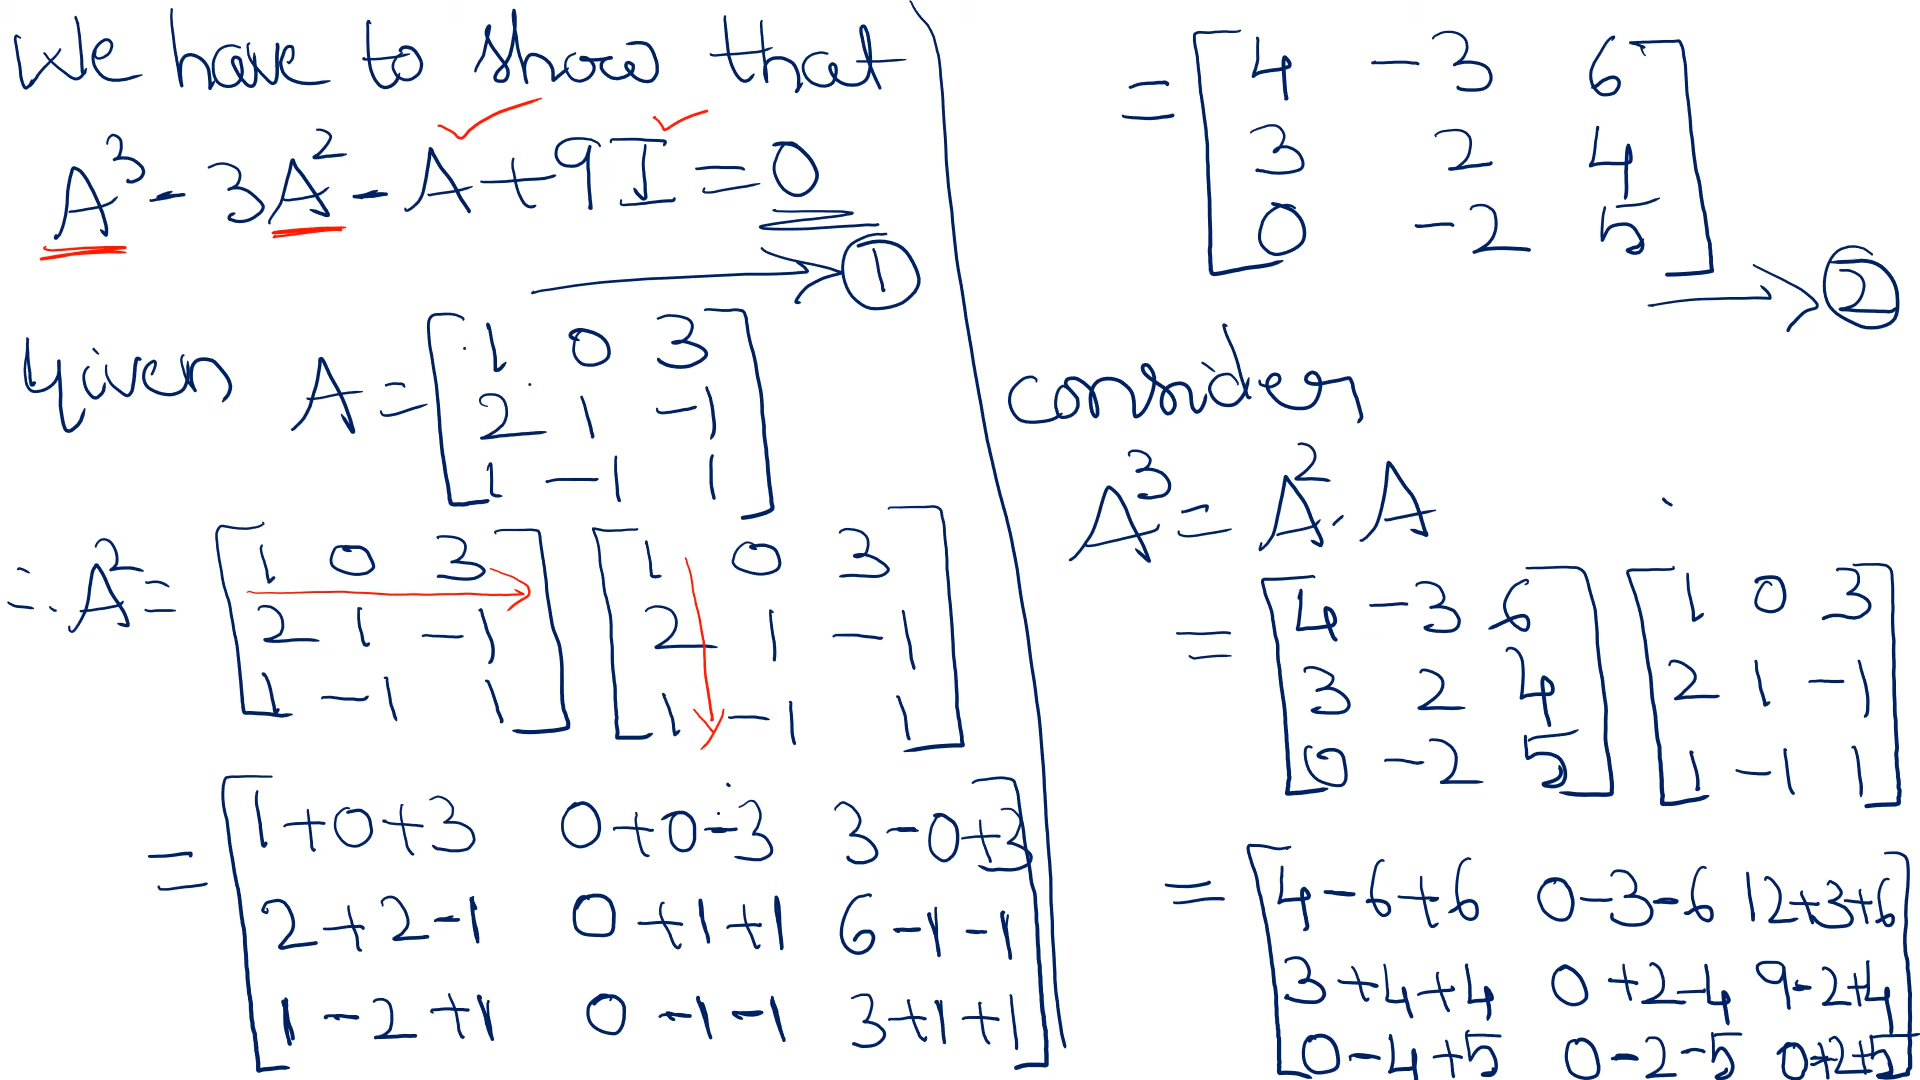 We have to show that
A³ - 3A² - A + 9I = 0
→ ①
Given A = [1 0 3
2 1 -1
1 -1 1]
∴ A² = [1 0 3 [1 0 3
2 1 -1 2 1 -1
1 -1 1] 1 -1 1]
= [1+0+3 0+0-3 3-0+3
2+2-1 0+1+1 6-1-1
1-2+1 0-1-1 3+1+1]
= [4 -3 6
3 2 4
0 -2 5]
→ ②
consider
A³ = A². A
= [4 -3 6 [1 0 3
3 2 4 2 1 -1
0 -2 5] 1 -1 1]
= [4-6+6 0-3-6 12+3+6
3+4+4 0+2-4 9-2+4
0-4+5 0-2-5 0+2+5]